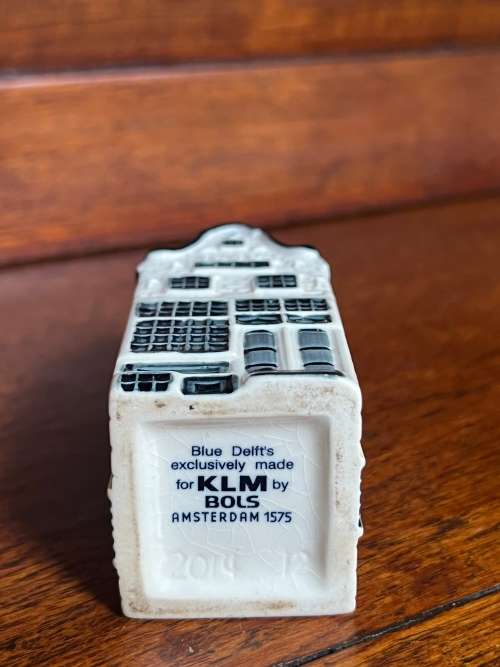 Blue Delft's
exclusively made
for KLM by
BOLS
AMSTERDAM 1575
2014 12